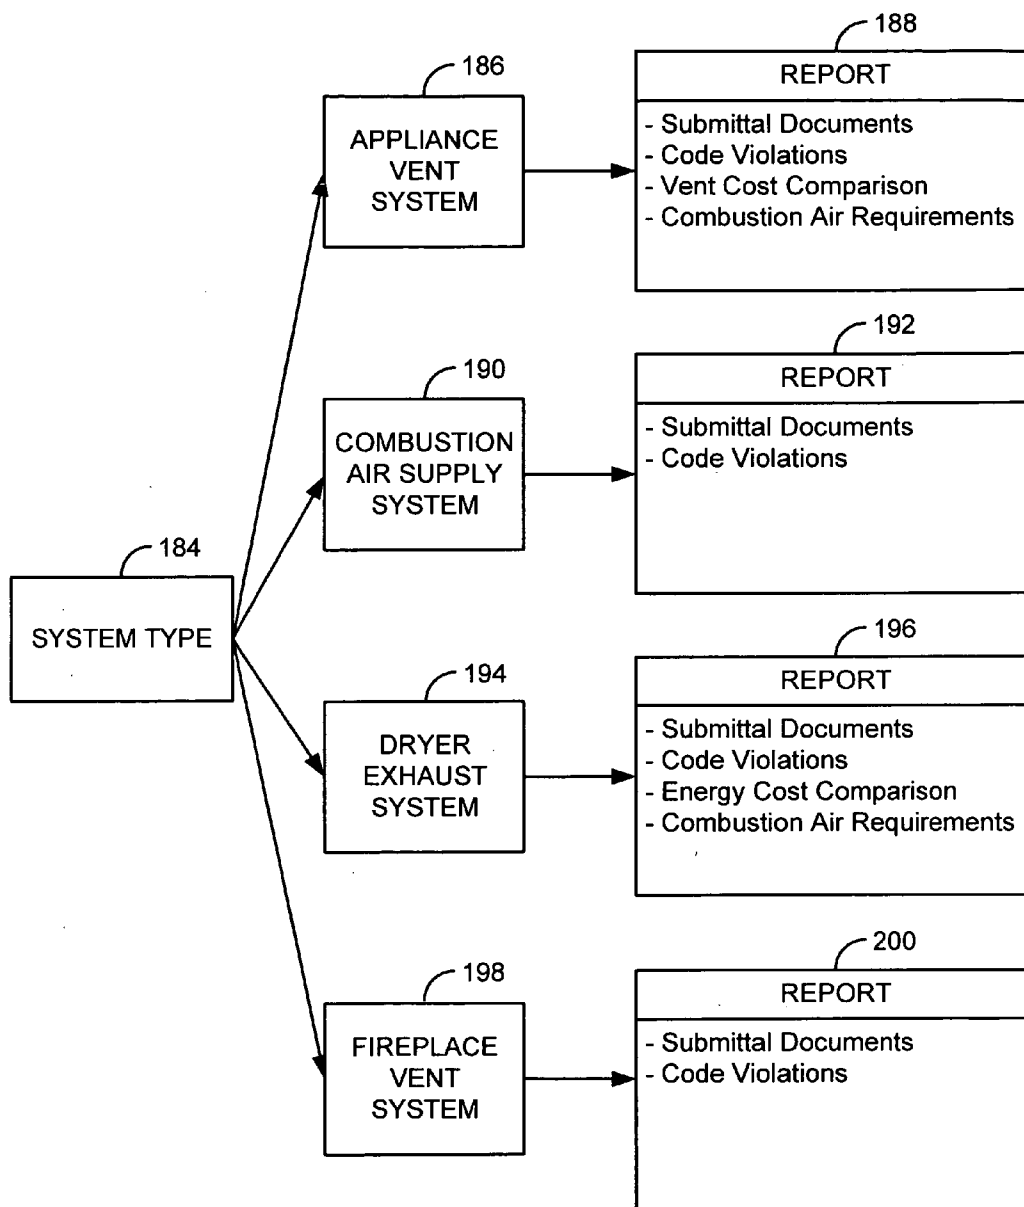 188
REPORT
- Submittal Documents
- Code Violations
- Vent Cost Comparison
- Combustion Air Requirements
186
APPLIANCE
VENT
SYSTEM
192
REPORT
- Submittal Documents
- Code Violations
190
COMBUSTION
AIR SUPPLY
SYSTEM
184
SYSTEM TYPE
196
REPORT
- Submittal Documents
- Code Violations
- Energy Cost Comparison
- Combustion Air Requirements
194
DRYER
EXHAUST
SYSTEM
200
REPORT
- Submittal Documents
- Code Violations
198
FIREPLACE
VENT
SYSTEM